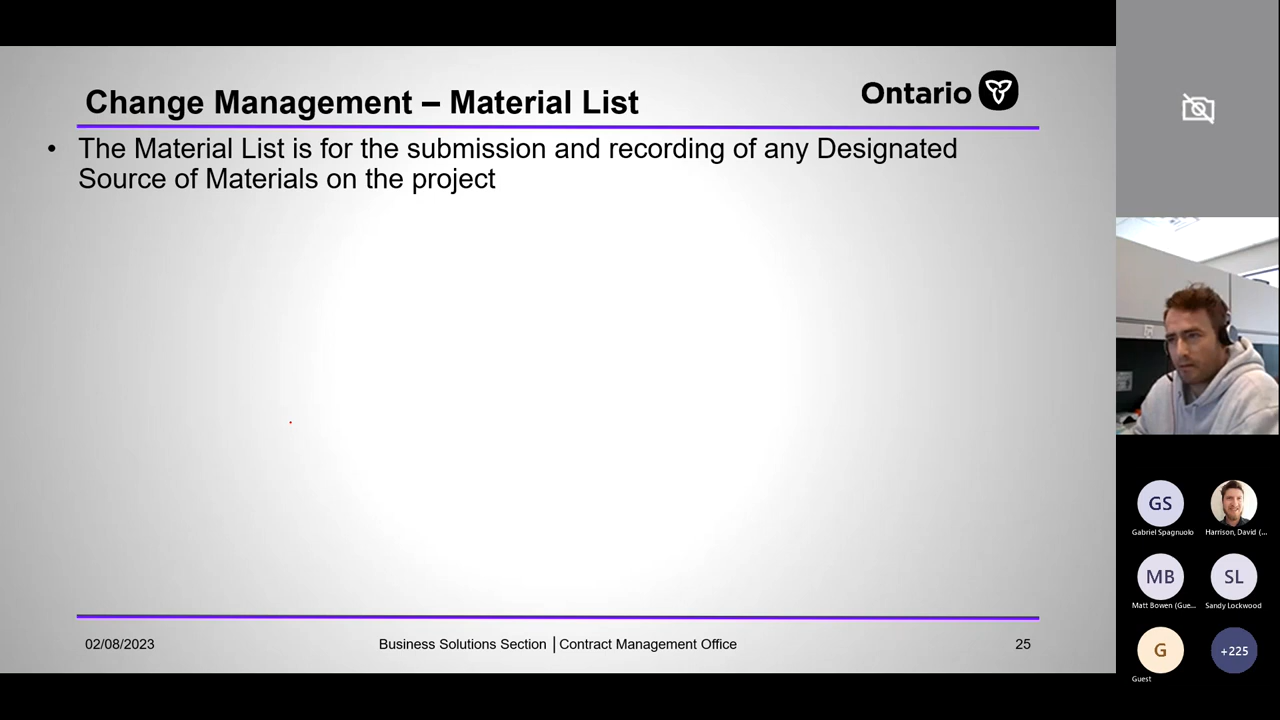 Change Management – Material List
Ontario
• The Material List is for the submission and recording of any Designated
Source of Materials on the project
02/08/2023
Business Solutions Section | Contract Management Office
25
GS
Gabriel Spagnuolo
Harrison, David (...
MB
Matt Bowen (Gue...
SL
Sandy Lockwood
G
Guest
+225